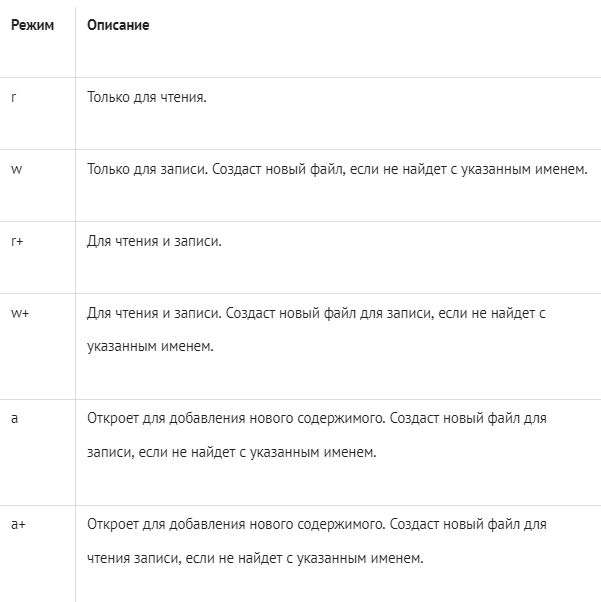 Режим Описание
r Только для чтения.
w Только для записи. Создаст новый файл, если не найдет с указанным именем.
r+ Для чтения и записи.
w+ Для чтения и записи. Создаст новый файл для записи, если не найдет с
указанным именем.
a Откроет для добавления нового содержимого. Создаст новый файл для
записи, если не найдет с указанным именем.
a+ Откроет для добавления нового содержимого. Создаст новый файл для
чтения записи, если не найдет с указанным именем.